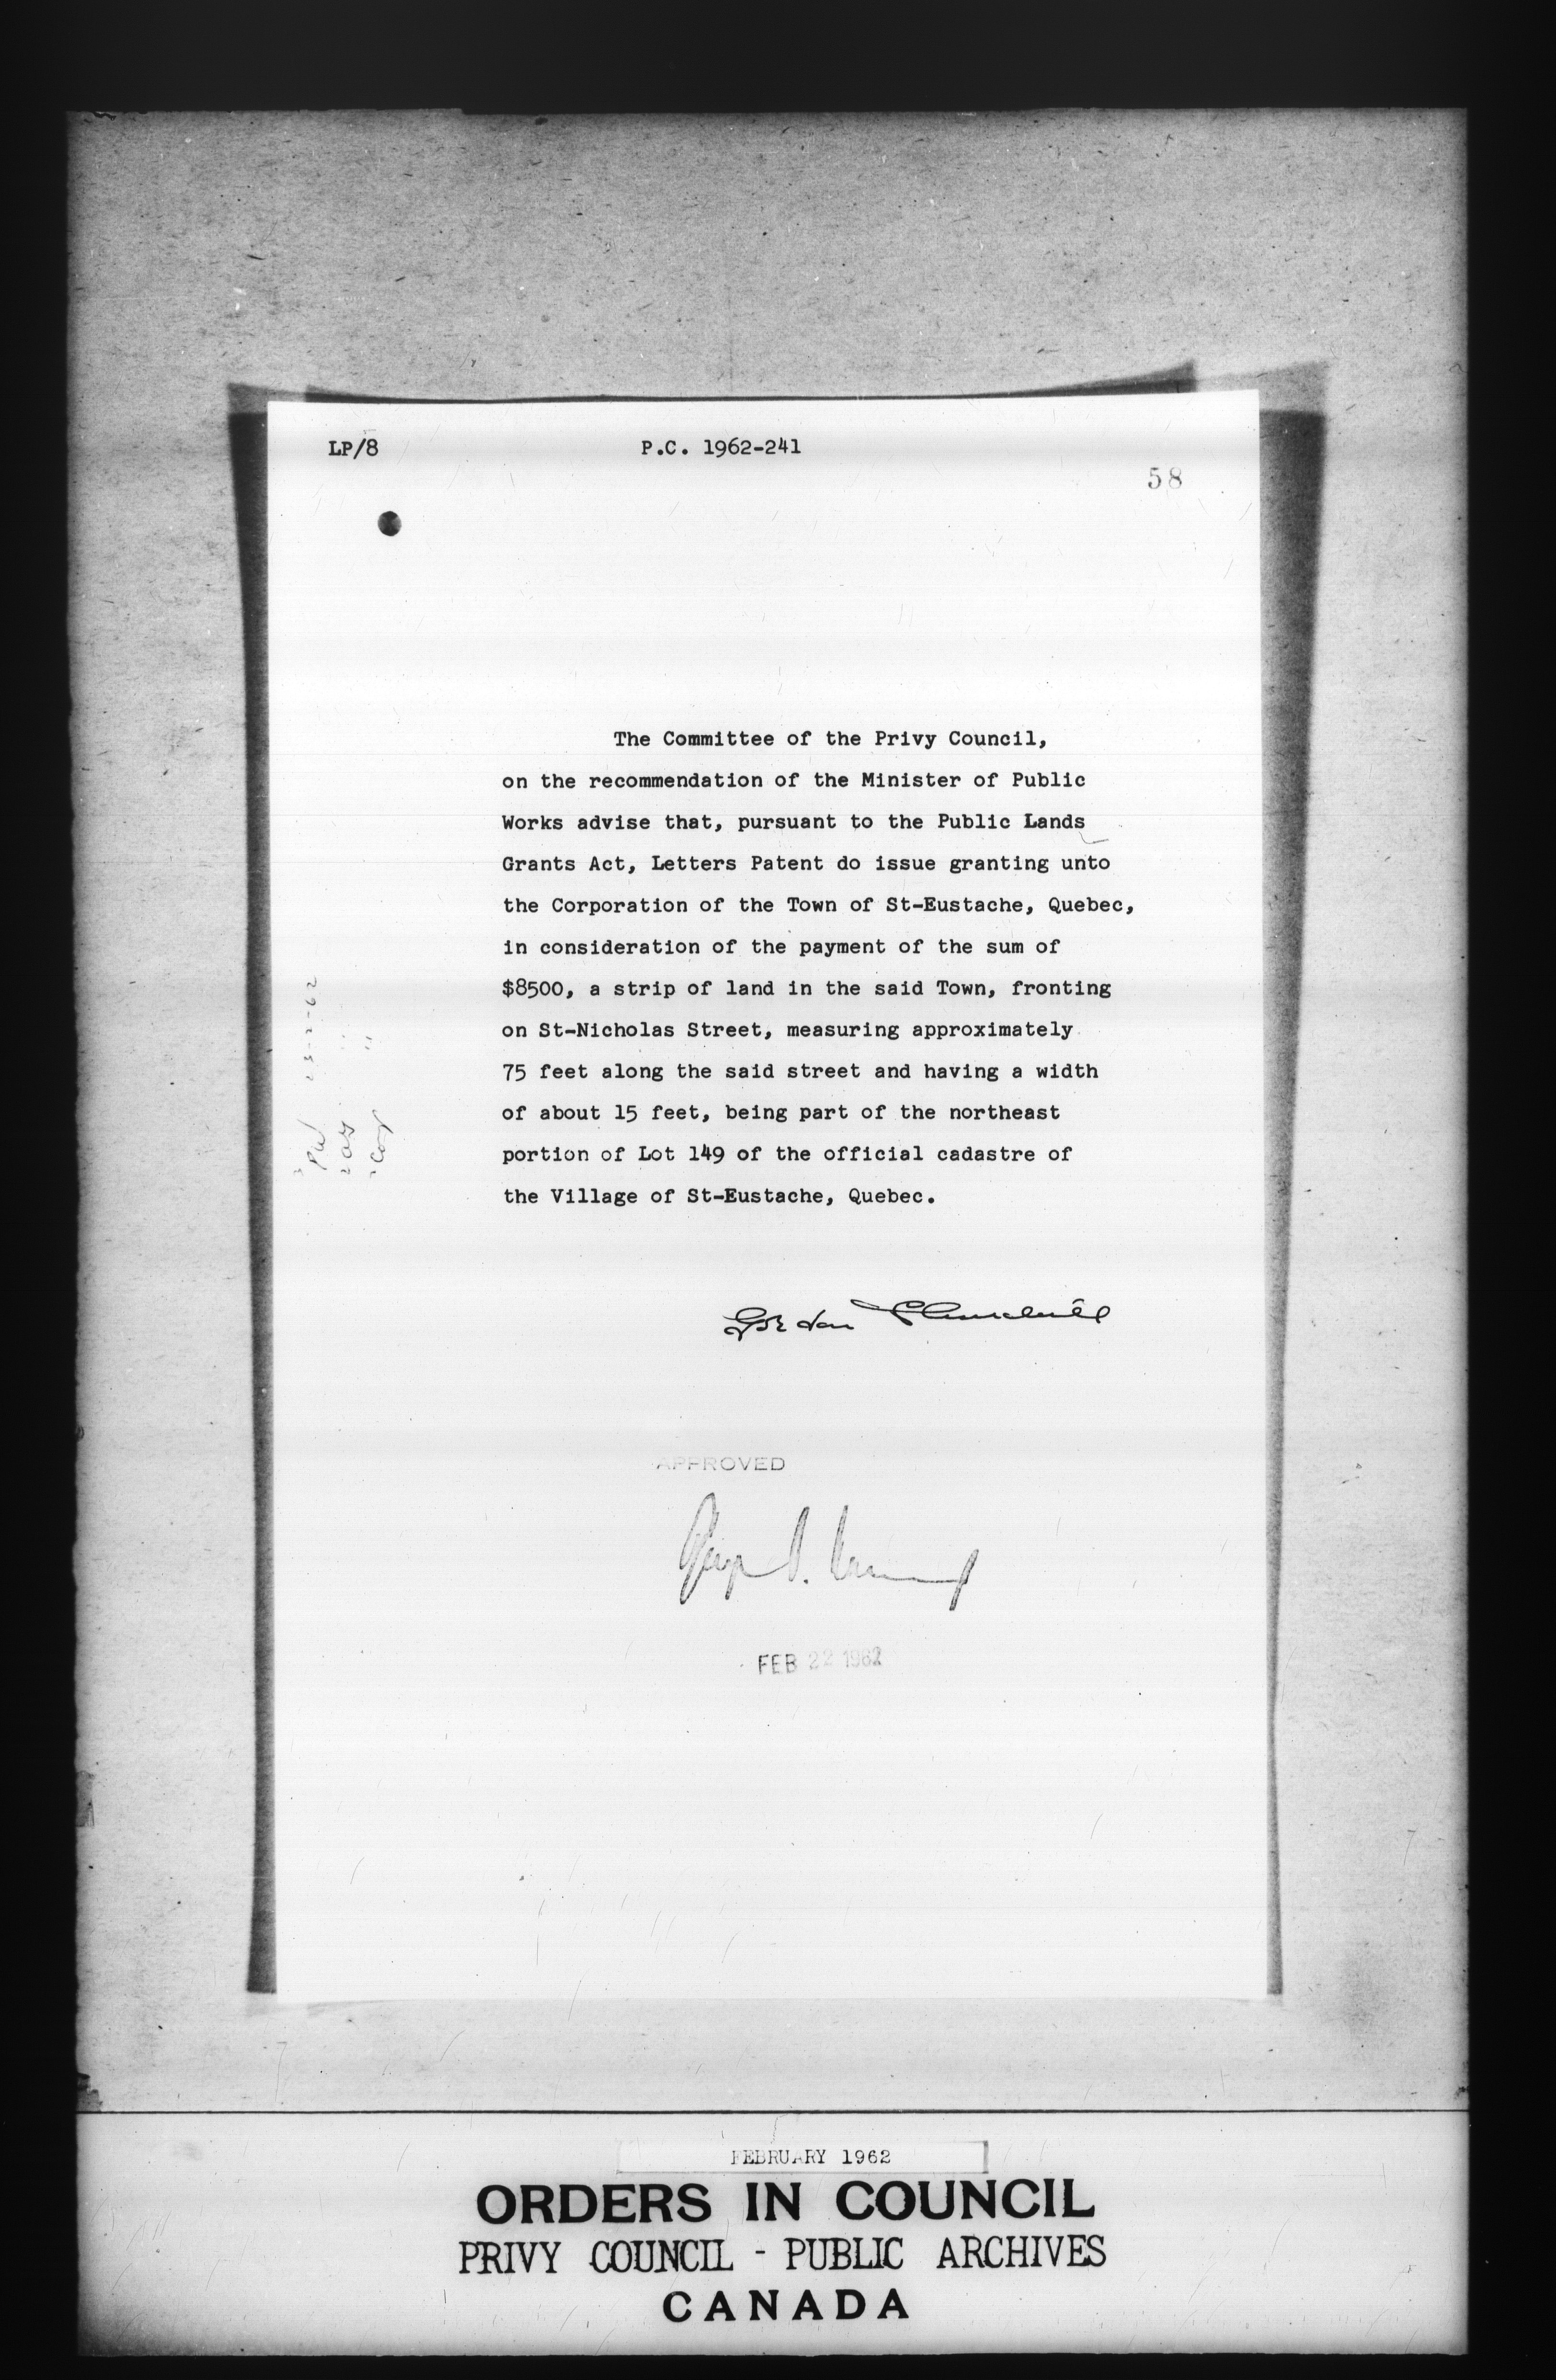 LP/8 P.C. 1962-241
58
The Committee of the Privy Council,
on the recommendation of the Minister of Public
Works advise that, pursuant to the Public Lands
Grants Act, Letters Patent do issue granting unto
the Corporation of the Town of St-Eustache, Quebec,
in consideration of the payment of the sum of
$8500, a strip of land in the said Town, fronting
on St-Nicholas Street, measuring approximately
75 feet along the said street and having a width
of about 15 feet, being part of the northeast
portion of Lot 149 of the official cadastre of
the Village of St-Eustache, Quebec.
Gordon Churchill
APPROVED
FEB 22 1962
FEBRUARY 1962
ORDERS IN COUNCIL
PRIVY COUNCIL - PUBLIC ARCHIVES
CANADA